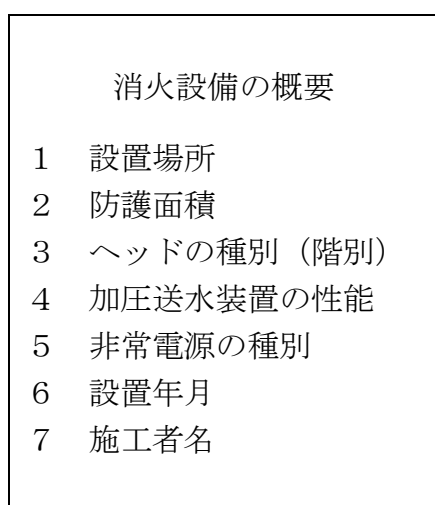 消火設備の概要
１　設置場所
２　防護面積
３　ヘッドの種別（階別）
４　加圧送水装置の性能
５　非常電源の種別
６　設置年月
７　施工者名